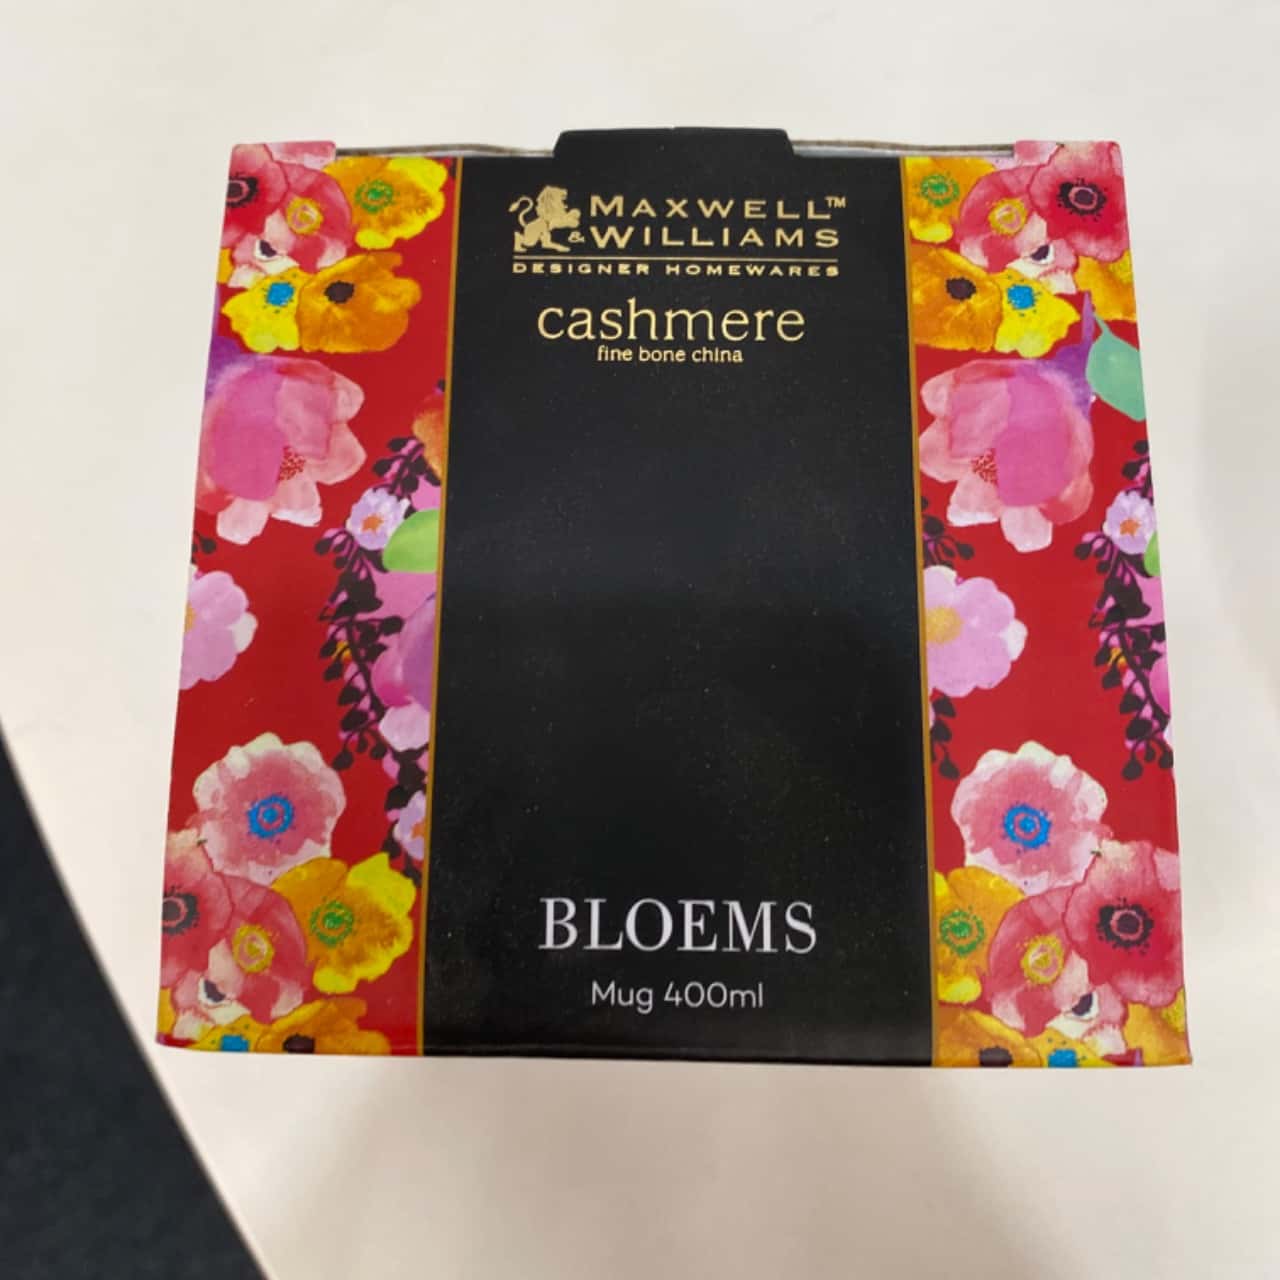 MAXWELL™
& WILLIAMS
DESIGNER HOMEWARES
cashmere
fine bone china
BLOEMS
Mug 400ml